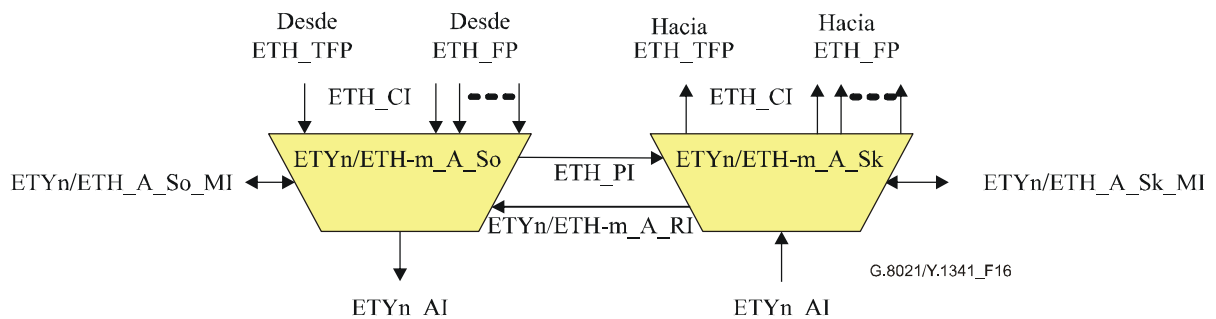 Desde
ETH_TFP
Desde
ETH_FP
Hacia
ETH_TFP
Hacia
ETH_FP
ETH_CI
ETH_CI
ETYn/ETH-m_A_So
ETYn/ETH-m_A_Sk
ETH_PI
ETYn/ETH_A_So_MI
ETYn/ETH_A_Sk_MI
ETYn/ETH-m_A_RI
G.8021/Y.1341_F16
ETYn_AI
ETYn_AI